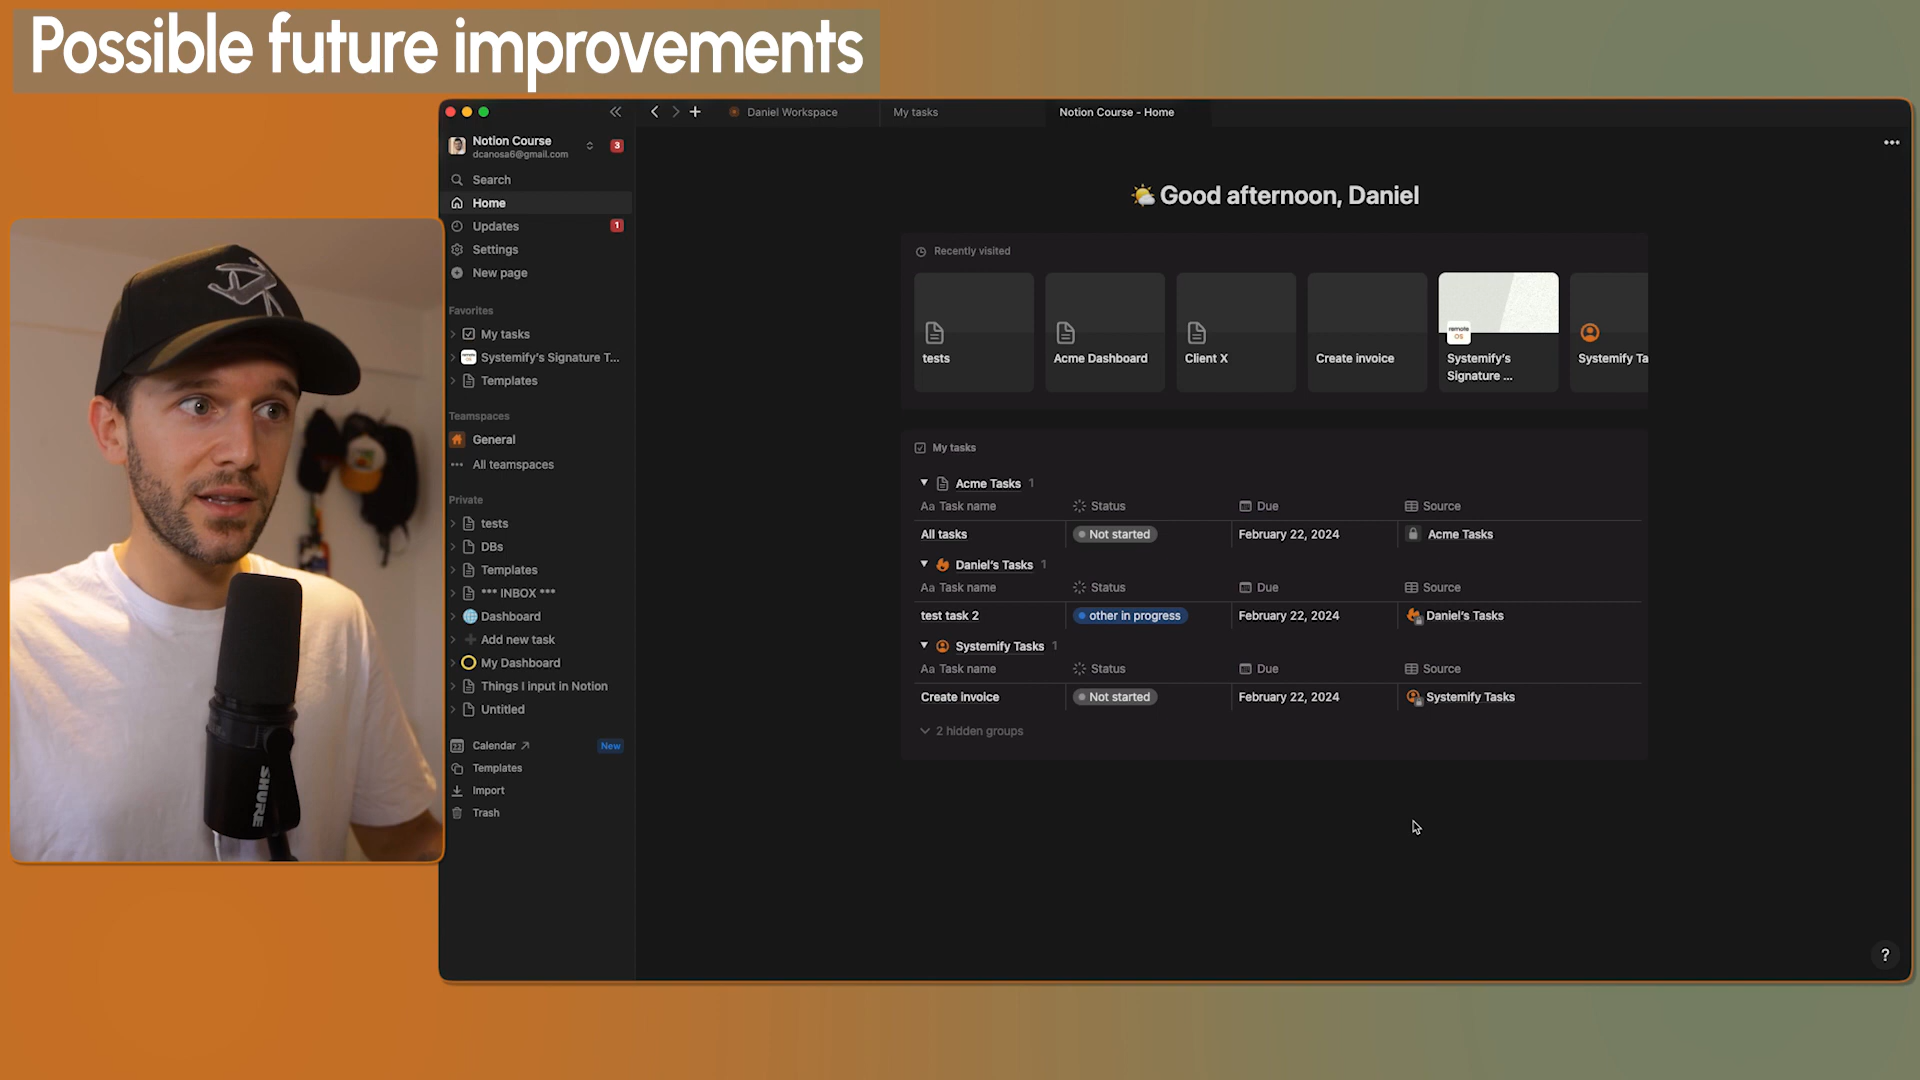 Possible future improvements
Daniel Workspace
My tasks
Notion Course - Home
Notion Course
dcanosa6@gmail.com
3
Search
Home
Updates
1
Settings
New page
Favorites
My tasks
Systemify's Signature T...
Templates
Teamspaces
General
All teamspaces
Private
tests
DBs
Templates
*** INBOX ***
Dashboard
Add new task
My Dashboard
Things I input in Notion
Untitled
Calendar ↗ New
Templates
Import
Trash
Good afternoon, Daniel
Recently visited
tests
Acme Dashboard
Client X
Create invoice
remote
OS
Systemify's
Signature ...
Systemify Ta
My tasks
Acme Tasks 1
Aa Task name Status Due Source
All tasks Not started February 22, 2024 Acme Tasks
Daniel's Tasks 1
Aa Task name Status Due Source
test task 2 other in progress February 22, 2024 Daniel's Tasks
Systemify Tasks 1
Aa Task name Status Due Source
Create invoice Not started February 22, 2024 Systemify Tasks
2 hidden groups
?
SHURE